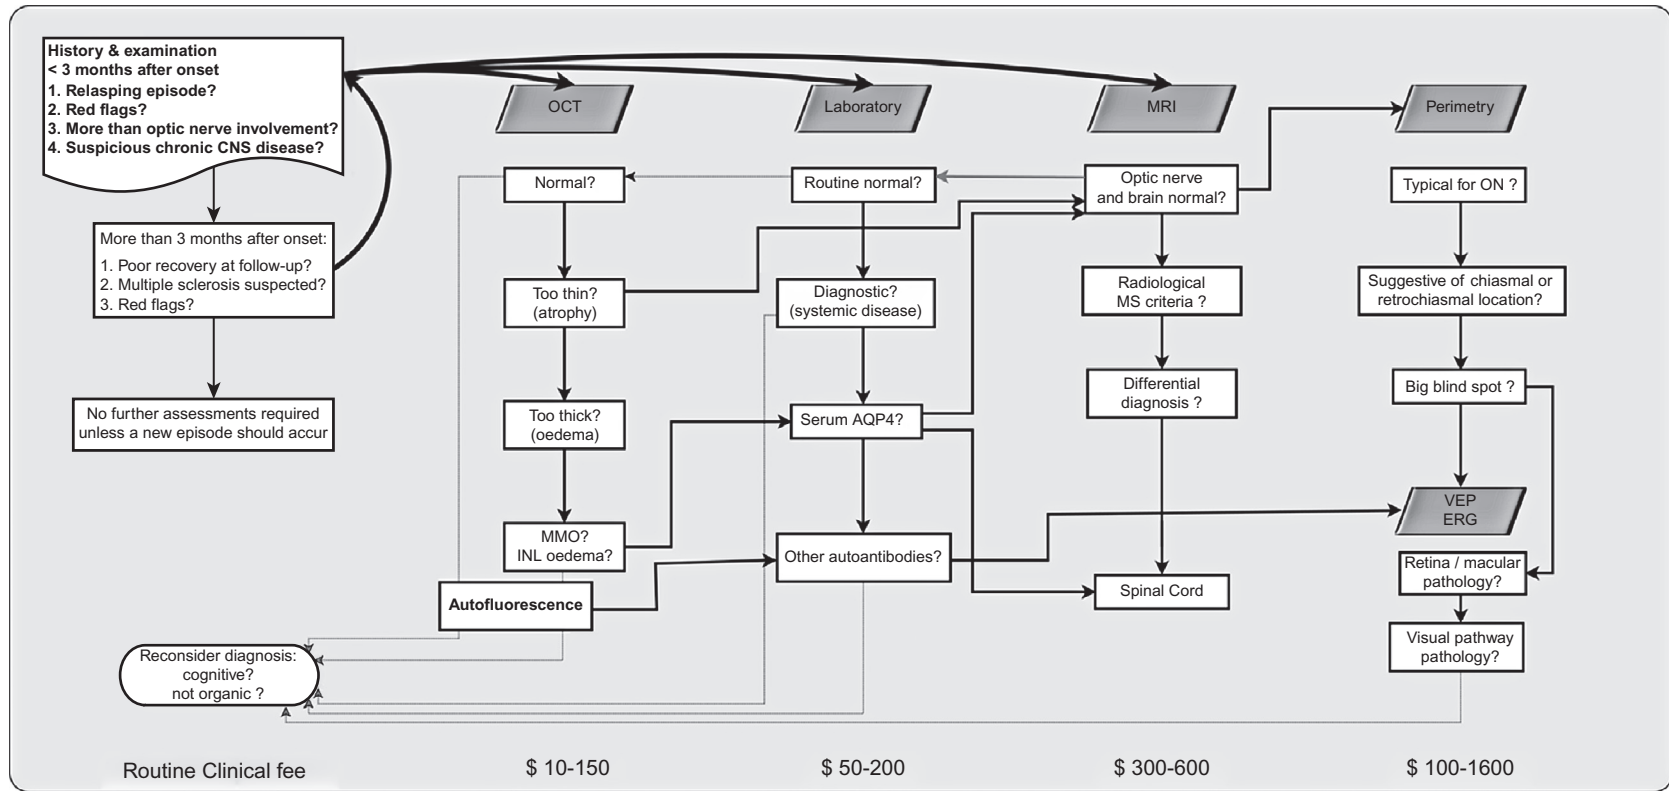 History & examination
< 3 months after onset
1. Relasping episode?
2. Red flags?
3. More than optic nerve involvement?
4. Suspicious chronic CNS disease?
More than 3 months after onset:
1. Poor recovery at follow-up?
2. Multiple sclerosis suspected?
3. Red flags?
No further assessments required
unless a new episode should accur
Reconsider diagnosis:
cognitive?
not organic ?
Routine Clinical fee
OCT
Normal?
Too thin?
(atrophy)
Too thick?
(oedema)
MMO?
INL oedema?
Autofluorescence
$ 10-150
Laboratory
Routine normal?
Diagnostic?
(systemic disease)
Serum AQP4?
Other autoantibodies?
$ 50-200
MRI
Optic nerve
and brain normal?
Radiological
MS criteria ?
Differential
diagnosis ?
Spinal Cord
$ 300-600
Perimetry
Typical for ON ?
Suggestive of chiasmal or
retrochiasmal location?
Big blind spot ?
VEP
ERG
Retina / macular
pathology?
Visual pathway
pathology?
$ 100-1600